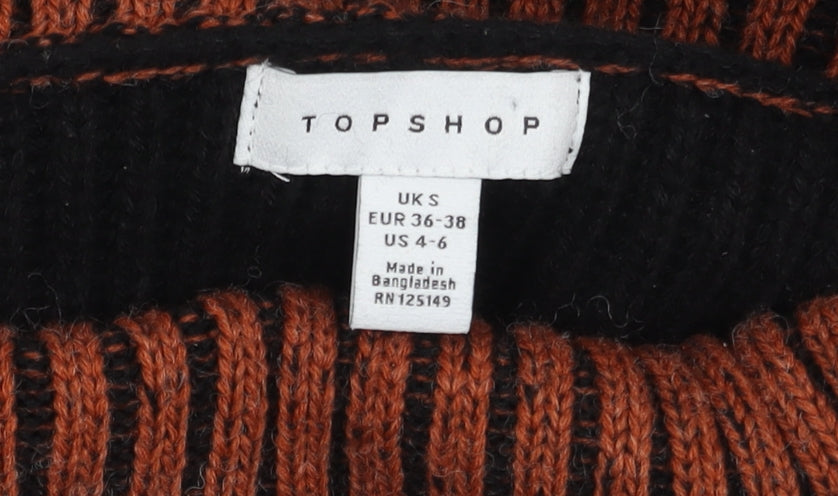 TOPSHOP
UK S
EUR 36-38
US 4-6
Made in
Bangladesh
RN125149